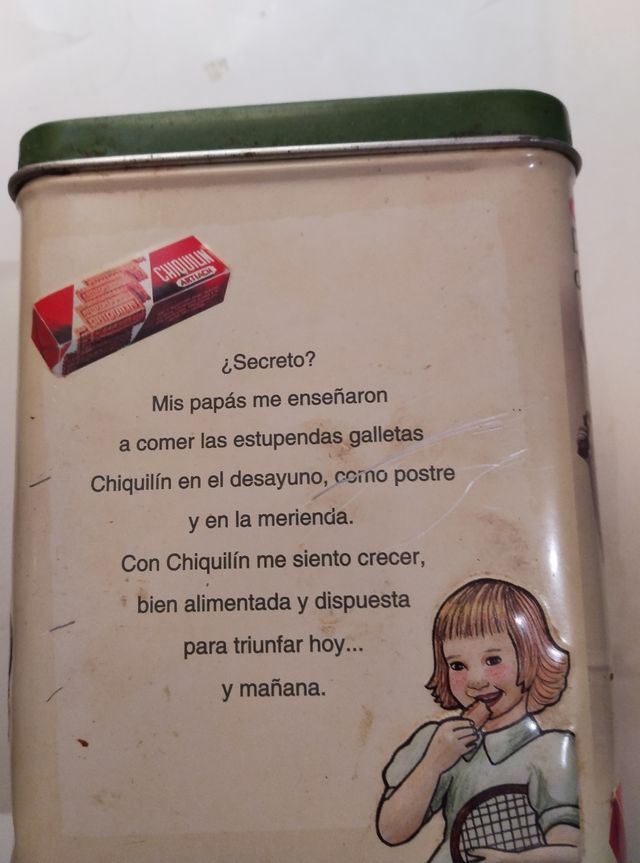 CHIQUILIN
ARTIACH
¿Secreto?
Mis papás me enseñaron
a comer las estupendas galletas
Chiquilín en el desayuno, como postre
y en la merienda.
Con Chiquilín me siento crecer,
bien alimentada y dispuesta
para triunfar hoy...
y mañana.